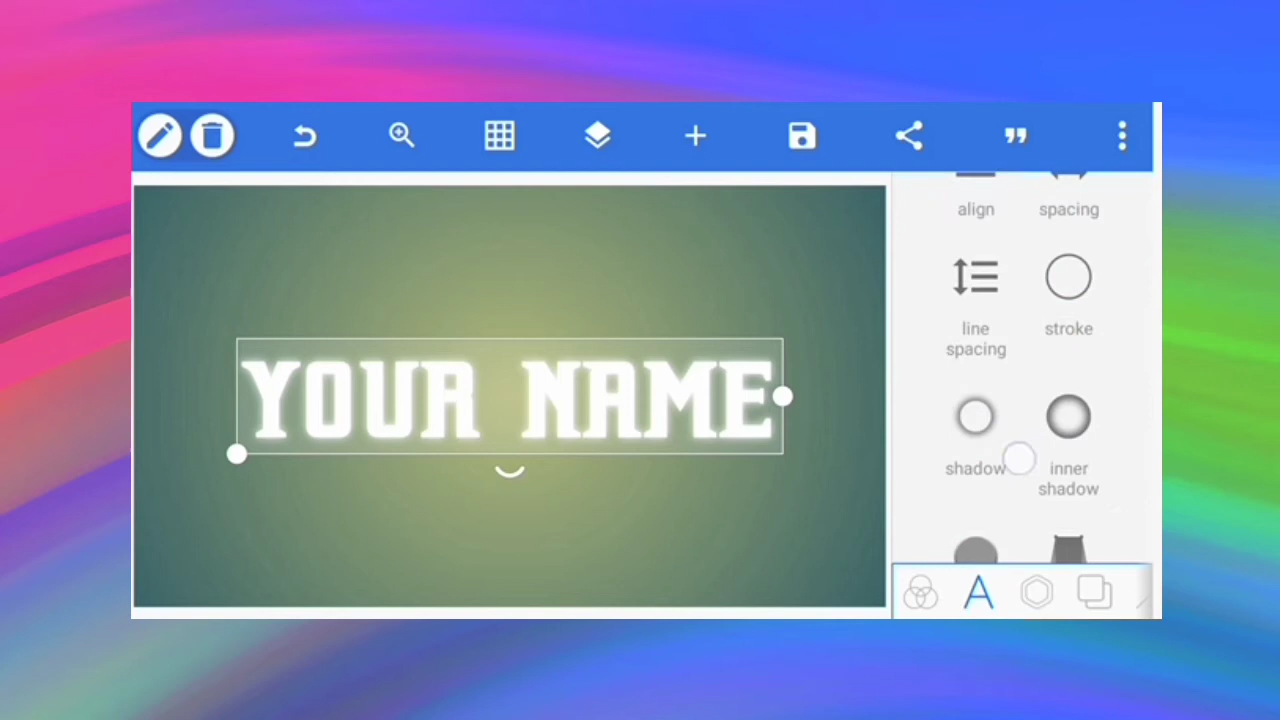 align
spacing
YOUR NAME
line
spacing
stroke
shadow
inner
shadow